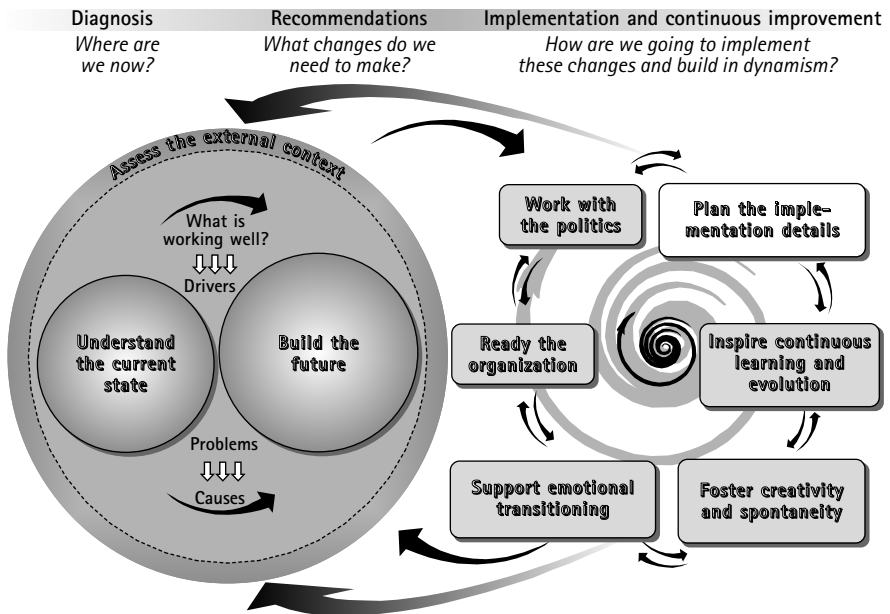 Diagnosis
Where are
we now?
Recommendations
What changes do we
need to make?
Implementation and continuous improvement
How are we going to implement
these changes and build in dynamism?
Assess the external context
What is
working well?
Drivers
Understand
the current
state
Build the
future
Problems
Causes
Work with
the politics
Plan the imple-
mentation details
Ready the
organization
Inspire continuous
learning and
evolution
Support emotional
transitioning
Foster creativity
and spontaneity